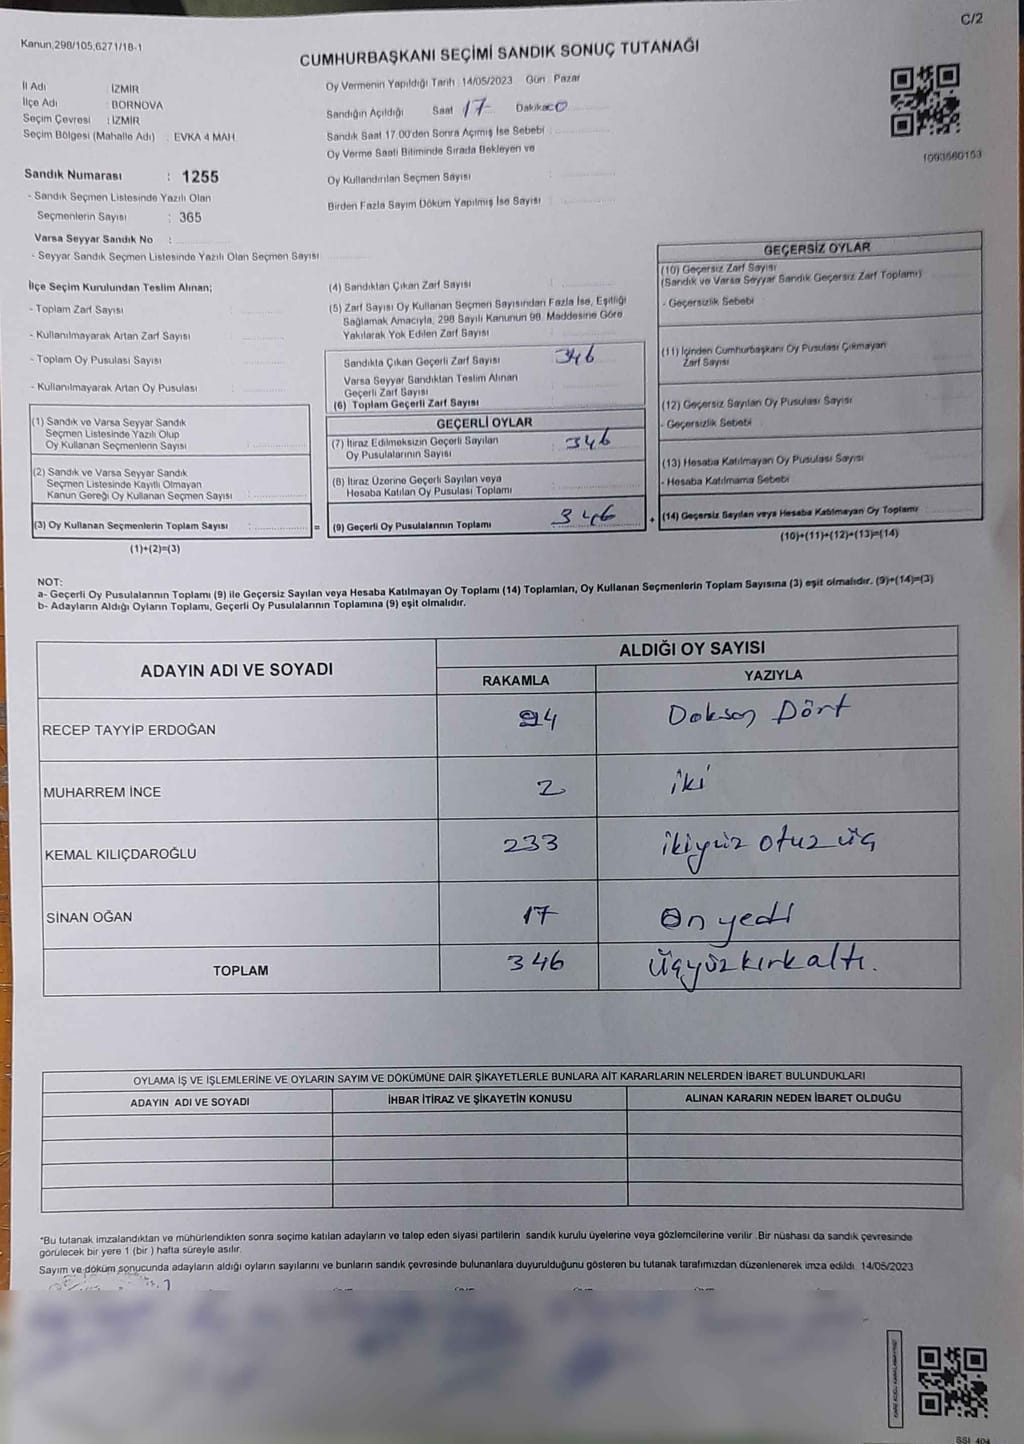 C/2
Kanun,298/105,6271/18-1
CUMHURBAŞKANI SEÇİMİ SANDIK SONUÇ TUTANAĞI
İl Adı : İZMİR
İlçe Adı : BORNOVA
Seçim Çevresi : İZMİR
Seçim Bölgesi (Mahalle Adı) : EVKA 4 MAH
Sandık Numarası : 1255
- Sandık Seçmen Listesinde Yazılı Olan
Seçmenlerin Sayısı : 365
Varsa Seyyar Sandık No :
- Seyyar Sandık Seçmen Listesinde Yazılı Olan Seçmen Sayısı
Oy Vermenin Yapıldığı Tarih : 14/05/2023 Gün : Pazar
Sandığın Açıldığı Saat 17 Dakika:
Sandık Saat 17.00'den Sonra Açımış İse Sebebi :
Oy Verme Saati Bitiminde Sırada Bekleyen ve
Oy Kullandırılan Seçmen Sayısı :
Birden Fazla Sayım Döküm Yapılmış İse Sayısı :
1093560153
İlçe Seçim Kurulundan Teslim Alınan;
- Toplam Zarf Sayısı :
- Kullanılmayarak Artan Zarf Sayısı :
- Toplam Oy Pusulası Sayısı :
- Kullanılmayarak Artan Oy Pusulası :
(1) Sandık ve Varsa Seyyar Sandık
Seçmen Listesinde Yazılı Olup
Oy Kullanan Seçmenlerin Sayısı :
(2) Sandık ve Varsa Seyyar Sandık
Seçmen Listesinde Kayıtlı Olmayan
Kanun Gereği Oy Kullanan Seçmen Sayısı :
(3) Oy Kullanan Seçmenlerin Toplam Sayısı : =
(1)+(2)=(3)
(4) Sandıktan Çıkan Zarf Sayısı :
(5) Zarf Sayısı Oy Kullanan Seçmen Sayısından Fazla İse, Eşitliği
Sağlamak Amacıyla, 298 Sayılı Kanunun 98. Maddesine Göre
Yakılarak Yok Edilen Zarf Sayısı :
Sandıkta Çıkan Geçerli Zarf Sayısı 346
Varsa Seyyar Sandıktan Teslim Alınan
Geçerli Zarf Sayısı
(6) Toplam Geçerli Zarf Sayısı
GEÇERLİ OYLAR
(7) İtiraz Edilmeksizin Geçerli Sayılan
Oy Pusulalarının Sayısı 346
(8) İtiraz Üzerine Geçerli Sayılan veya
Hesaba Katılan Oy Pusulası Toplamı
(9) Geçerli Oy Pusulalarının Toplamı 346 +
GEÇERSİZ OYLAR
(10) Geçersiz Zarf Sayısı
(Sandık ve Varsa Seyyar Sandık Geçersiz Zarf Toplamı)
- Geçersizlik Sebebi
(11) İçinden Cumhurbaşkanı Oy Pusulası Çıkmayan
Zarf Sayısı
(12) Geçersiz Sayılan Oy Pusulası Sayısı
- Geçersizlik Sebebi
(13) Hesaba Katılmayan Oy Pusulası Sayısı
- Hesaba Katılmama Sebebi
(14) Geçersiz Sayılan veya Hesaba Katılmayan Oy Toplamı
(10)+(11)+(12)+(13)=(14)
NOT:
a- Geçerli Oy Pusulalarının Toplamı (9) ile Geçersiz Sayılan veya Hesaba Katılmayan Oy Toplamı (14) Toplamları, Oy Kullanan Seçmenlerin Toplam Sayısına (3) eşit olmalıdır. (9)+(14)=(3)
b- Adayların Aldığı Oyların Toplamı, Geçerli Oy Pusulalarının Toplamına (9) eşit olmalıdır.
ADAYIN ADI VE SOYADI
ALDIĞI OY SAYISI
RAKAMLA YAZIYLA
RECEP TAYYİP ERDOĞAN 94 Doksan Dört
MUHARREM İNCE 2 iki
KEMAL KILIÇDAROĞLU 233 ikiyüz otuz üç
SİNAN OĞAN 17 On yedi
TOPLAM 346 üçyüzkırkaltı.
OYLAMA İŞ VE İŞLEMLERİNE VE OYLARIN SAYIM VE DÖKÜMÜNE DAİR ŞİKAYETLERLE BUNLARA AİT KARARLARIN NELERDEN İBARET BULUNDUKLARI
ADAYIN ADI VE SOYADI İHBAR İTİRAZ VE ŞİKAYETİN KONUSU ALINAN KARARIN NEDEN İBARET OLDUĞU
*Bu tutanak imzalandıktan ve mühürlendikten sonra seçime katılan adayların ve talep eden siyasi partilerin sandık kurulu üyelerine veya gözlemcilerine verilir. Bir nüshası da sandık çevresinde
görülecek bir yere 1 (bir ) hafta süreyle asılır.
Sayım ve döküm sonucunda adayların aldığı oyların sayılarını ve bunların sandık çevresinde bulunanlara duyurulduğunu gösteren bu tutanak tarafımızdan düzenlenerek imza edildi. 14/05/2023